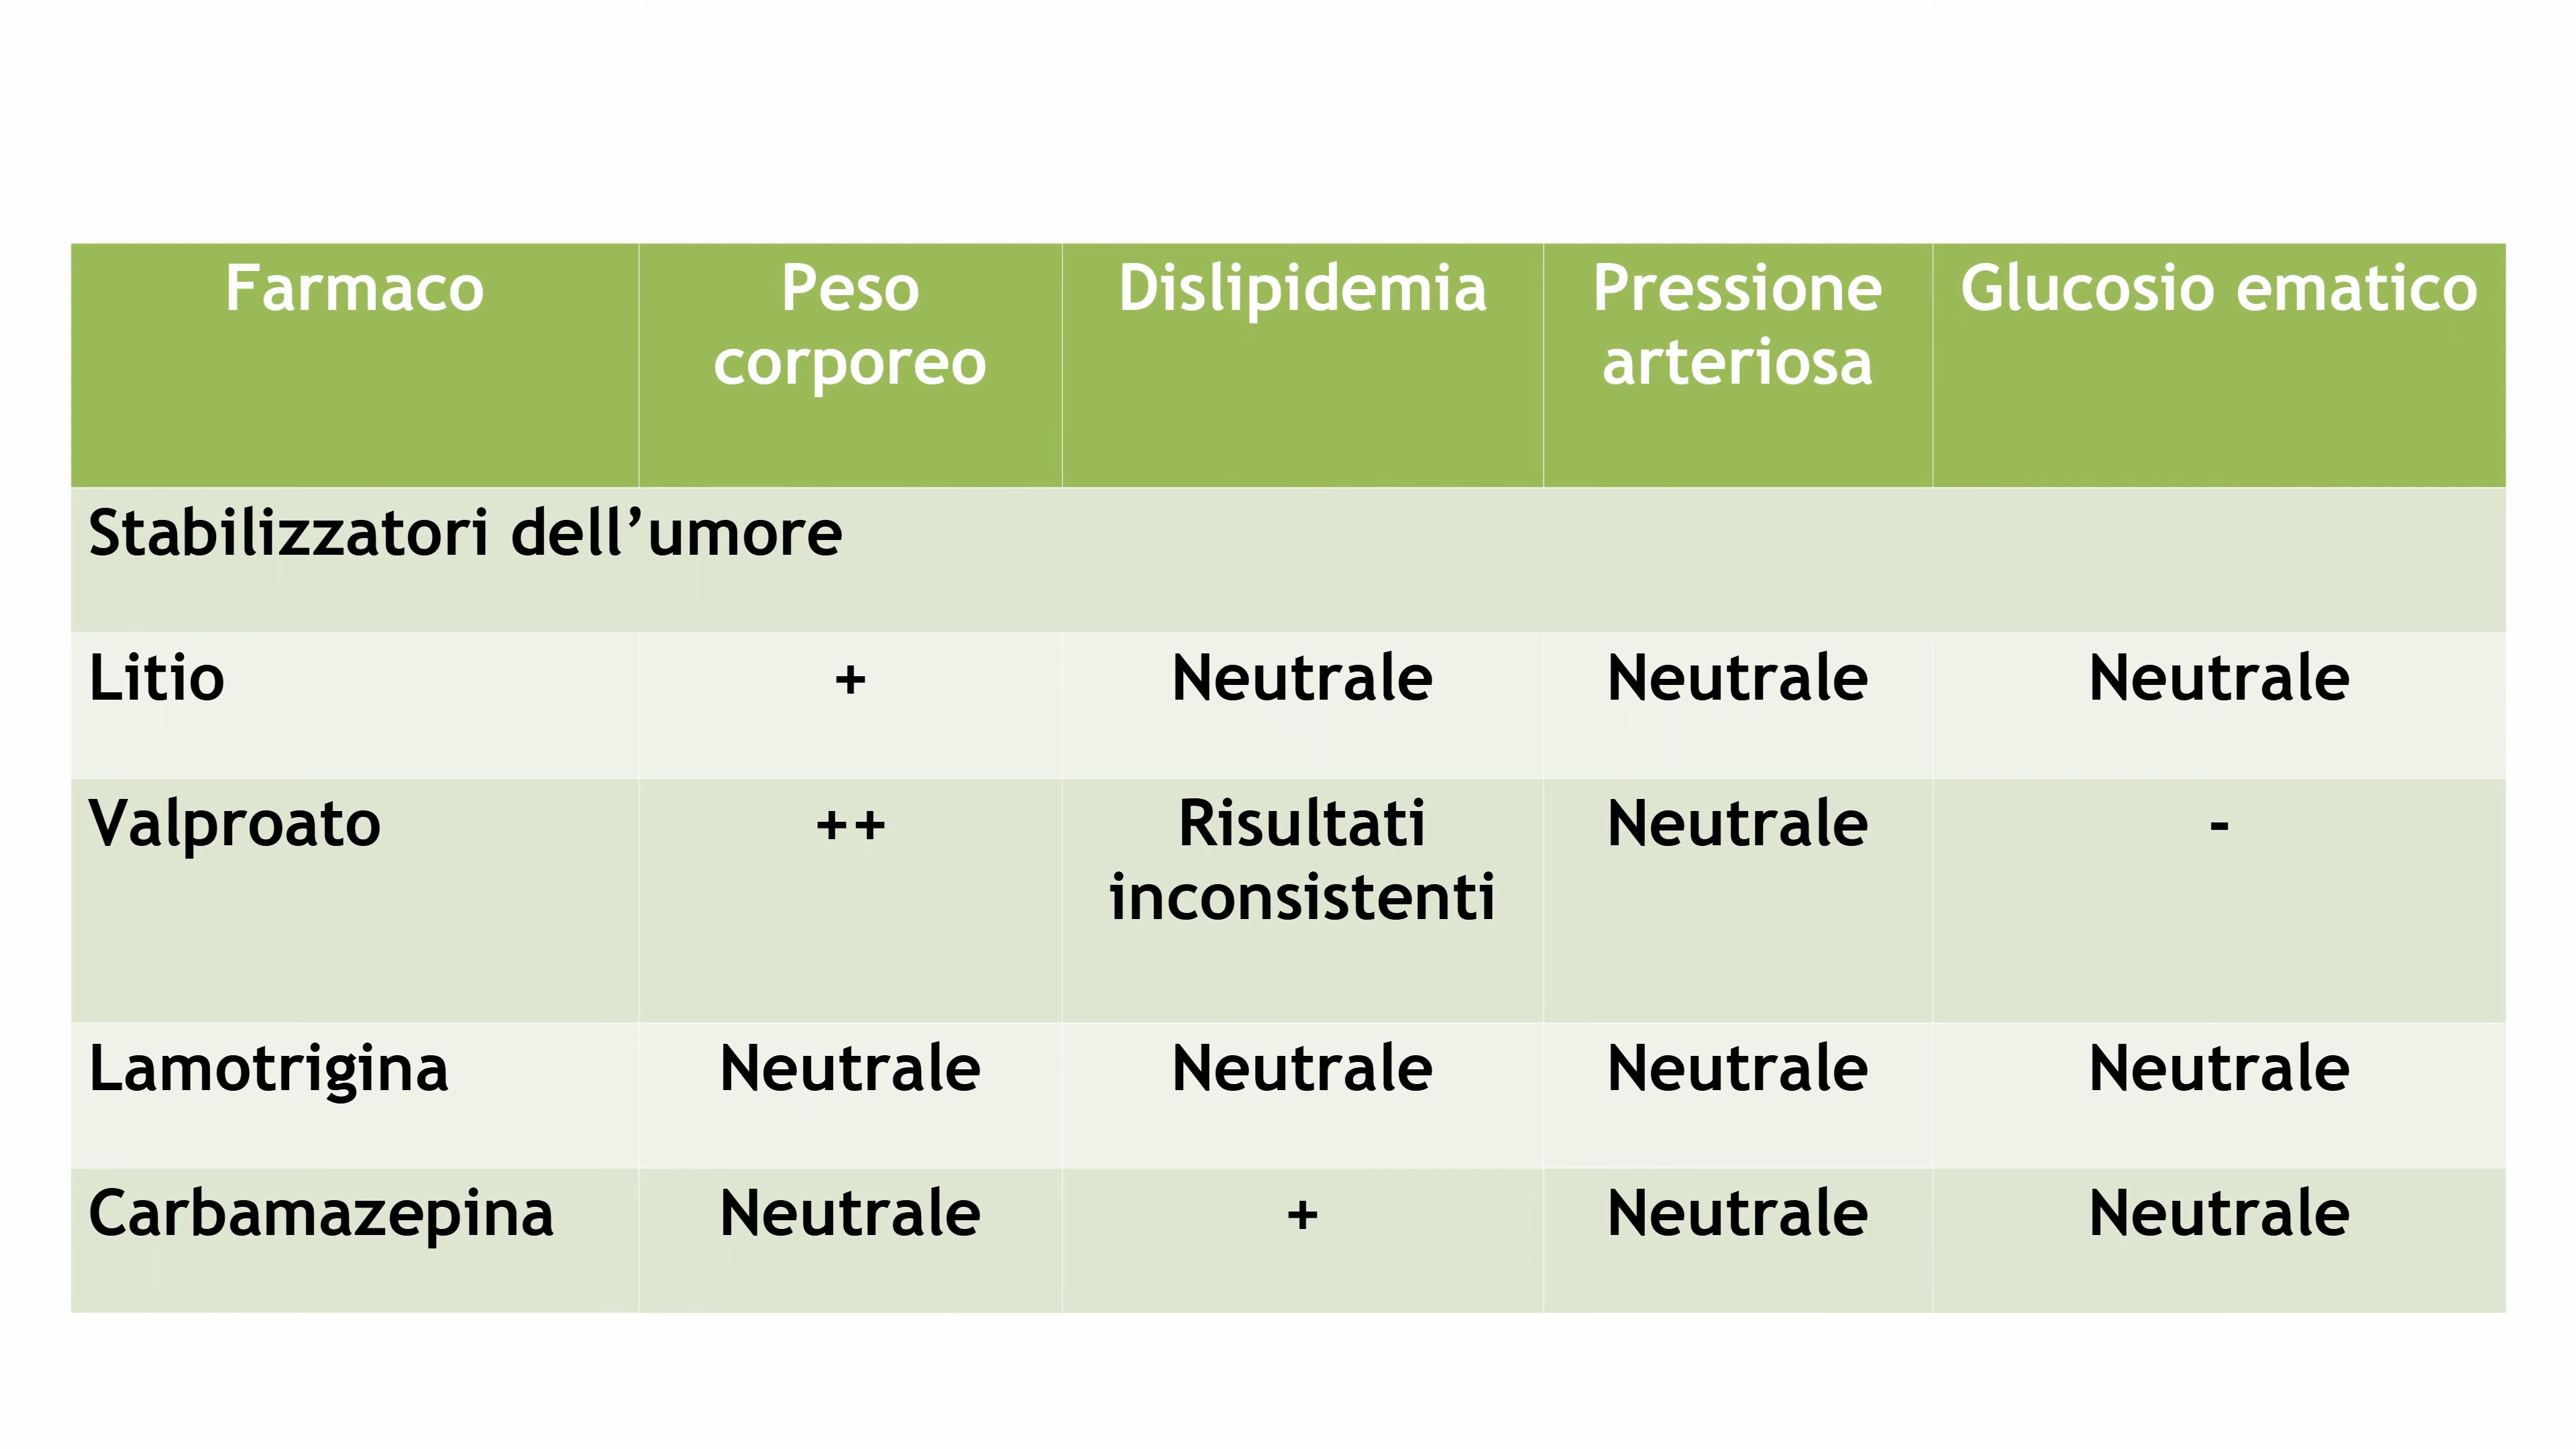 Farmaco
Peso
corporeo
Dislipidemia
Pressione
arteriosa
Glucosio ematico
Stabilizzatori dell’umore
Litio + Neutrale Neutrale Neutrale
Valproato ++ Risultati Neutrale -
inconsistenti
Lamotrigina Neutrale Neutrale Neutrale Neutrale
Carbamazepina Neutrale + Neutrale Neutrale